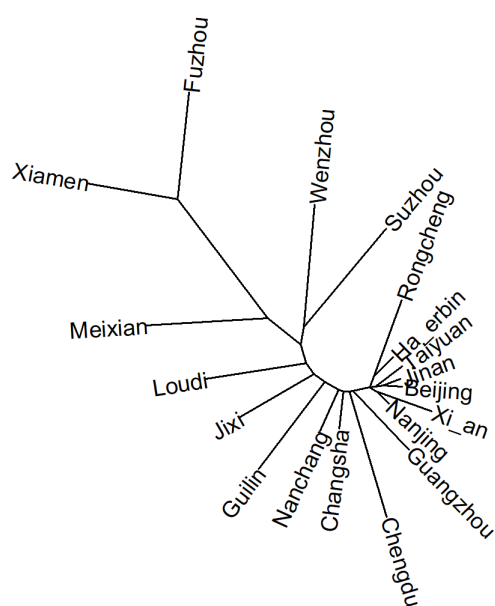 Fuzhou
Xiamen
Wenzhou
Suzhou
Rongcheng
Ha_erbin
Taiyuan
Jinan
Beijing
Xi_an
Nanjing
Guangzhou
Chengdu
Changsha
Nanchang
Guilin
Jixi
Loudi
Meixian